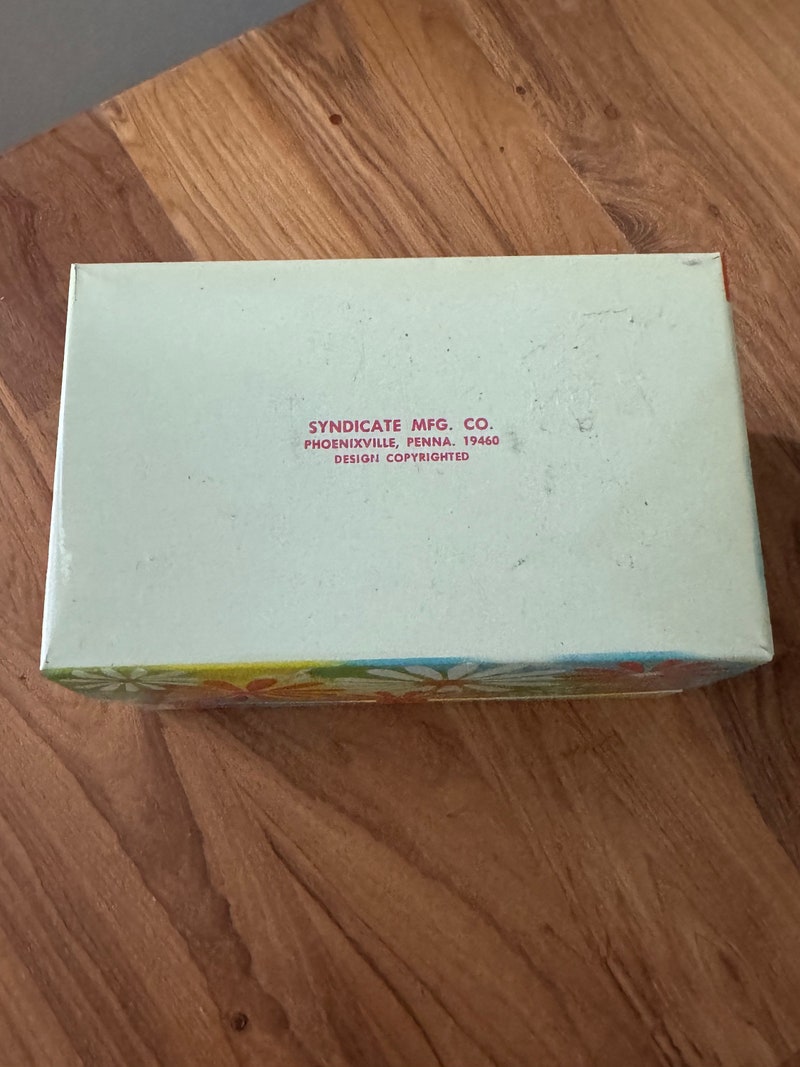 SYNDICATE MFG. CO.
PHOENIXVILLE, PENNA. 19460
DESIGN COPYRIGHTED